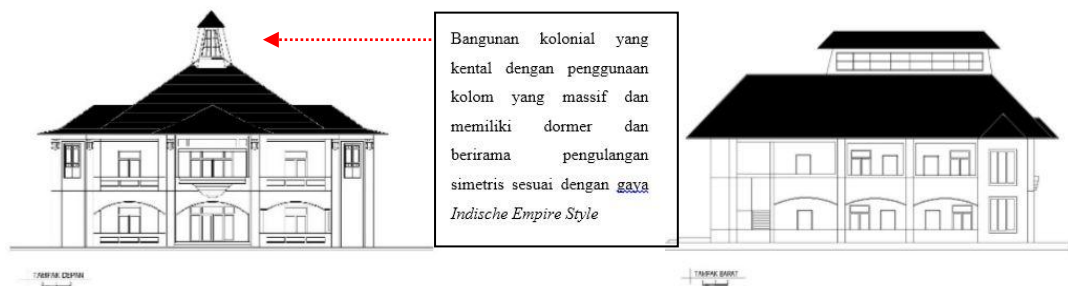 Bangunan kolonial yang
kental dengan penggunaan
kolom yang massif dan
memiliki dormer dan
berirama pengulangan
simetris sesuai dengan gaya
Indische Empire Style
TAMPAK DEPAN
TAMPAK BARAT